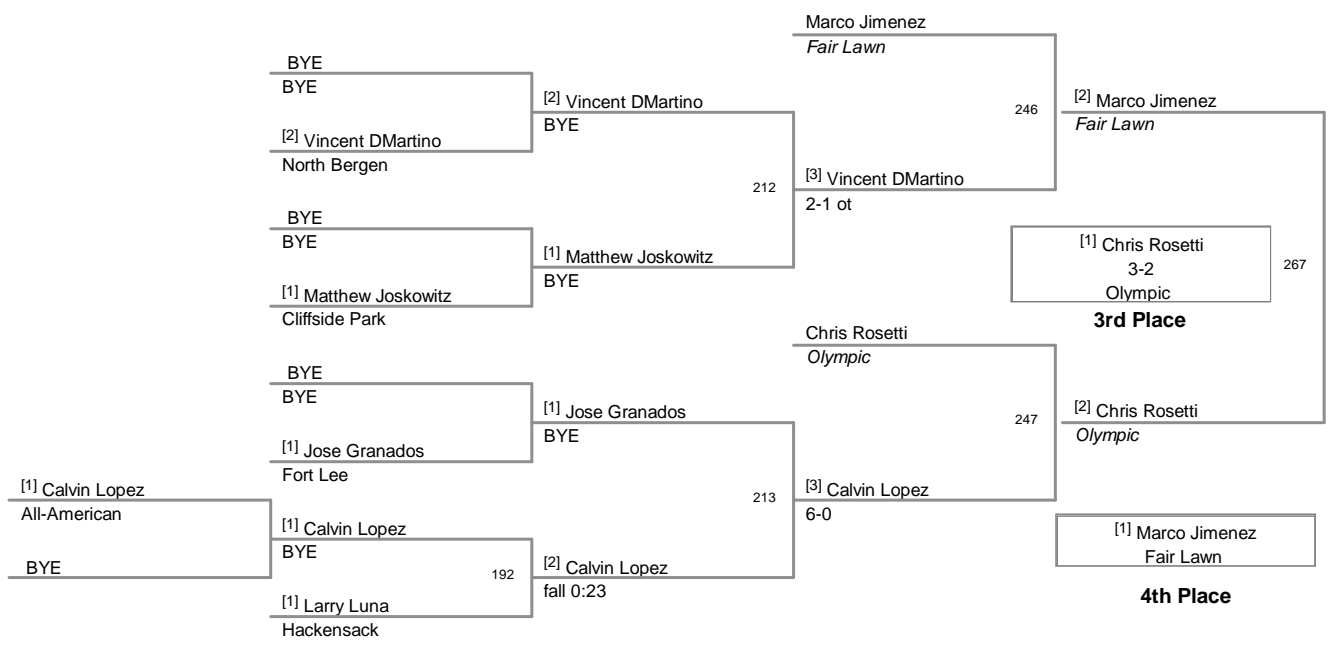 Marco Jimenez
Fair Lawn
BYE
BYE
[2] Vincent DMartino
BYE
246
[2] Marco Jimenez
Fair Lawn
[2] Vincent DMartino
North Bergen
212
[3] Vincent DMartino
2-1 ot
BYE
BYE
[1] Matthew Joskowitz
BYE
[1] Chris Rosetti
3-2
Olympic
267
3rd Place
[1] Matthew Joskowitz
Cliffside Park
Chris Rosetti
Olympic
BYE
BYE
[1] Jose Granados
BYE
247
[2] Chris Rosetti
Olympic
[1] Jose Granados
Fort Lee
[1] Calvin Lopez
All-American
213
[3] Calvin Lopez
6-0
[1] Calvin Lopez
BYE
[1] Marco Jimenez
Fair Lawn
BYE
192
[2] Calvin Lopez
fall 0:23
4th Place
[1] Larry Luna
Hackensack